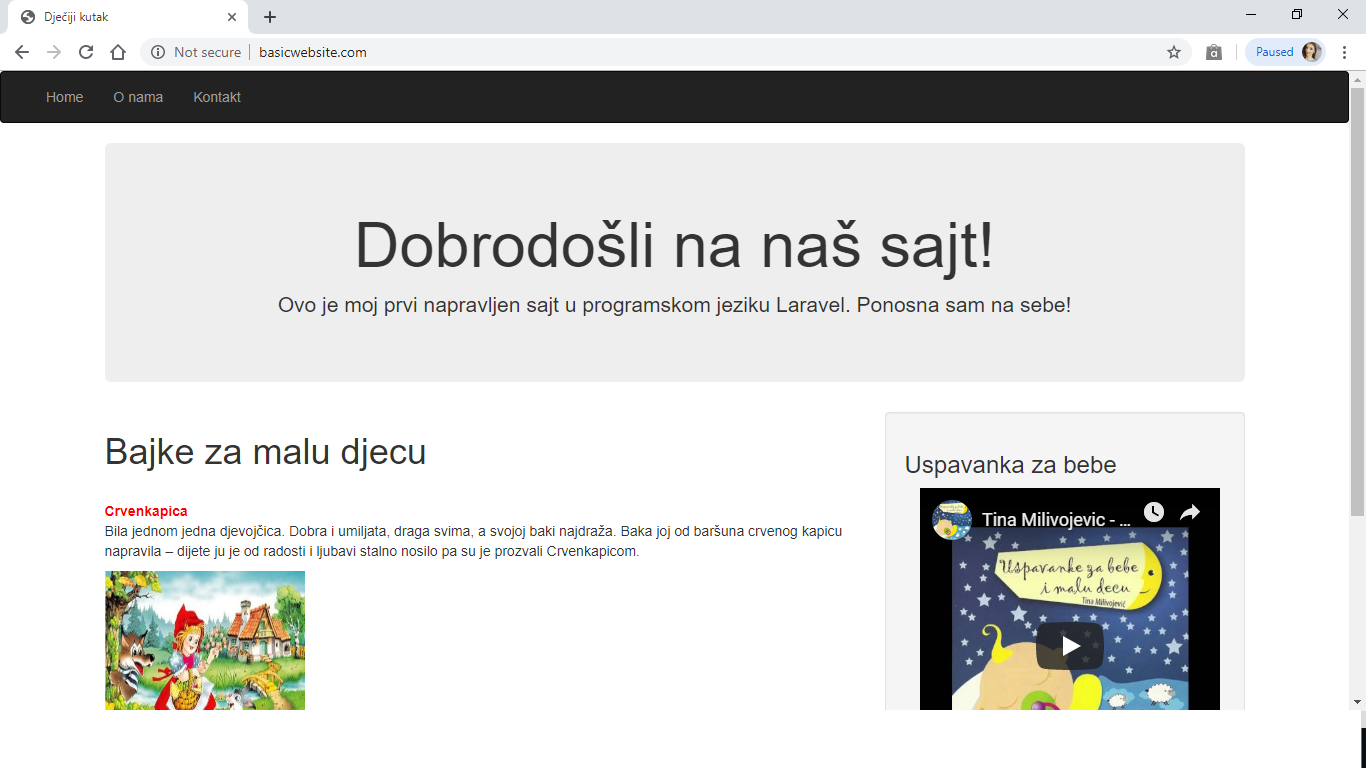 Dječiji kutak
Not secure
basicwebsite.com
Paused
Home
O nama
Kontakt
Dobrodošli na naš sajt!
Ovo je moj prvi napravljen sajt u programskom jeziku Laravel. Ponosna sam na sebe!
Bajke za malu djecu
Crvenkapica
Bila jednom jedna djevojčica. Dobra i umiljata, draga svima, a svojoj baki najdraža. Baka joj od baršuna crvenog kapicu
napravila – dijete ju je od radosti i ljubavi stalno nosilo pa su je prozvali Crvenkapicom.
Uspavanka za bebe
Tina Milivojevic - ...
Uspavanke za bebe
i malu decu
Tina Milivojević